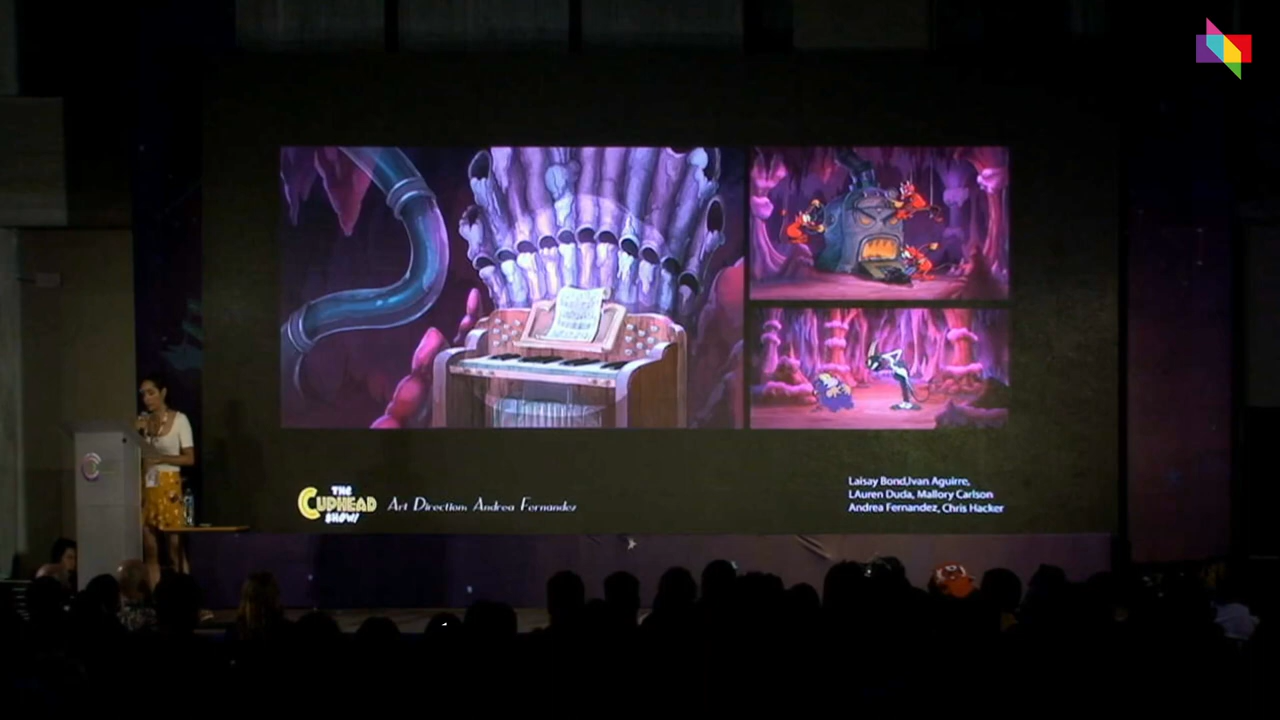 THE
CUPHEAD
SHOW!
Art Direction: Andrea Fernandez
Laisay Bond,Ivan Aguirre,
LAuren Duda, Mallory Carlson
Andrea Fernandez, Chris Hacker